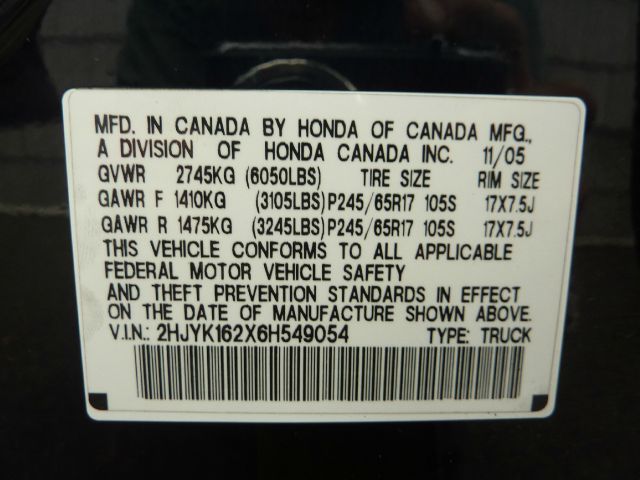 MFD. IN CANADA BY HONDA OF CANADA MFG.,
A DIVISION OF HONDA CANADA INC. 11/05
GVWR 2745KG (6050LBS) TIRE SIZE RIM SIZE
GAWR F 1410KG (3105LBS) P245/65R17 105S 17X7.5J
GAWR R 1475KG (3245LBS) P245/65R17 105S 17X7.5J
THIS VEHICLE CONFORMS TO ALL APPLICABLE
FEDERAL MOTOR VEHICLE SAFETY
AND THEFT PREVENTION STANDARDS IN EFFECT
ON THE DATE OF MANUFACTURE SHOWN ABOVE.
V.I.N.: 2HJYK162X6H549054 TYPE: TRUCK